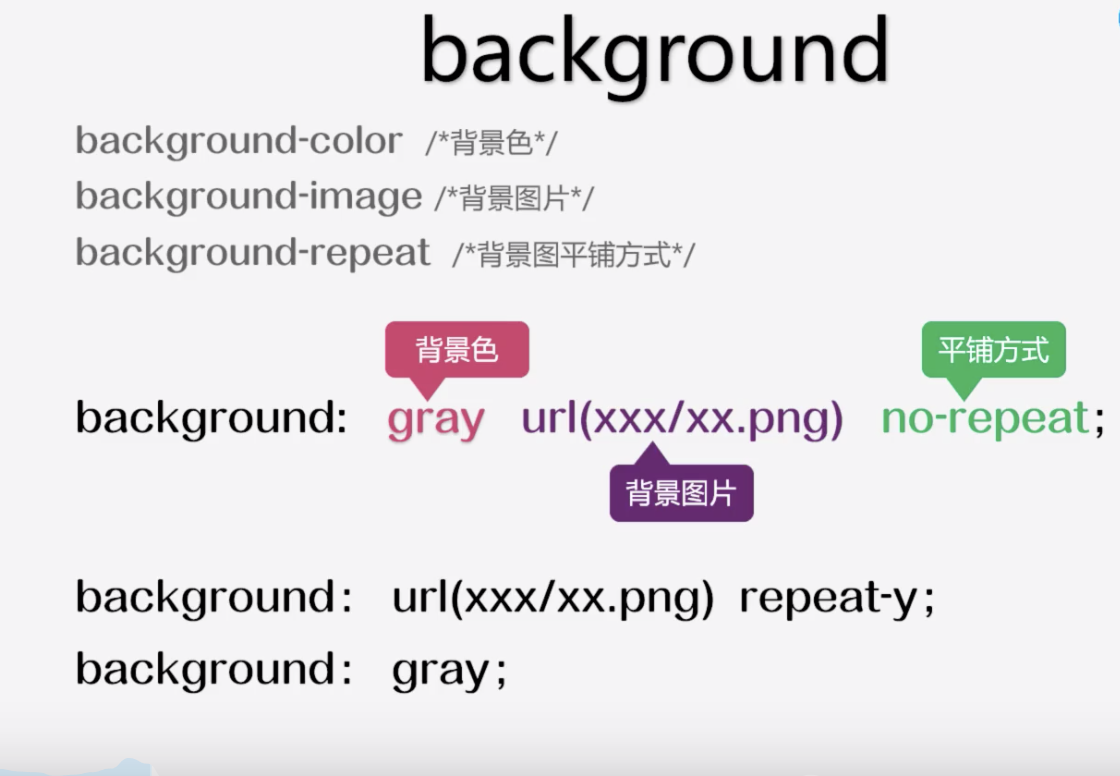 background
background-color /*背景色*/
background-image /*背景图片*/
background-repeat /*背景图平铺方式*/
背景色 平铺方式
background: gray url(xxx/xx.png) no-repeat;
背景图片
background: url(xxx/xx.png) repeat-y;
background: gray;